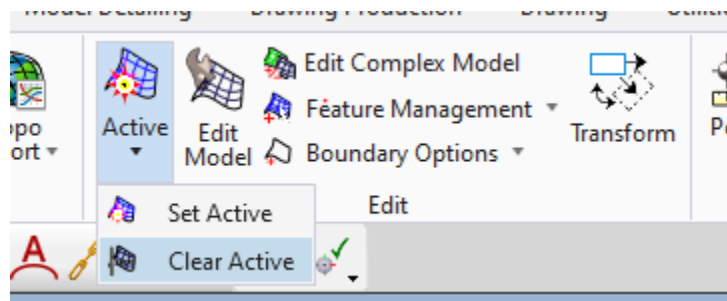 Model Detailing Drawing Production Drawing
Edit Complex Model
Feature Management
Active
Edit
Model
Boundary Options
Transform
Edit
Set Active
Clear Active
A